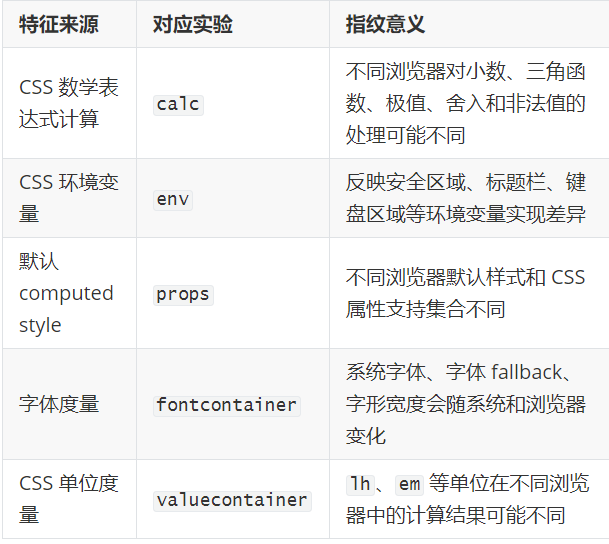 特征来源 对应实验 指纹意义
CSS 数学表
达式计算
calc
不同浏览器对小数、三角函
数、极值、舍入和非法值的
处理可能不同
CSS 环境变
量
env
反映安全区域、标题栏、键
盘区域等环境变量实现差异
默认
computed
style
props
不同浏览器默认样式和 CSS
属性支持集合不同
字体度量
fontcontainer
系统字体、字体 fallback、
字形宽度会随系统和浏览器
变化
CSS 单位度
量
valuecontainer
lh、em 等单位在不同浏览
器中的计算结果可能不同